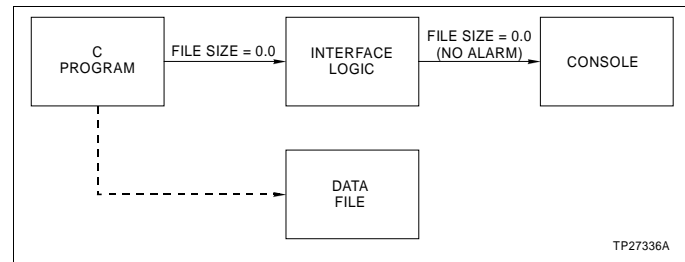 C
PROGRAM
FILE SIZE = 0.0
INTERFACE
LOGIC
FILE SIZE = 0.0
(NO ALARM)
CONSOLE
DATA
FILE
TP27336A